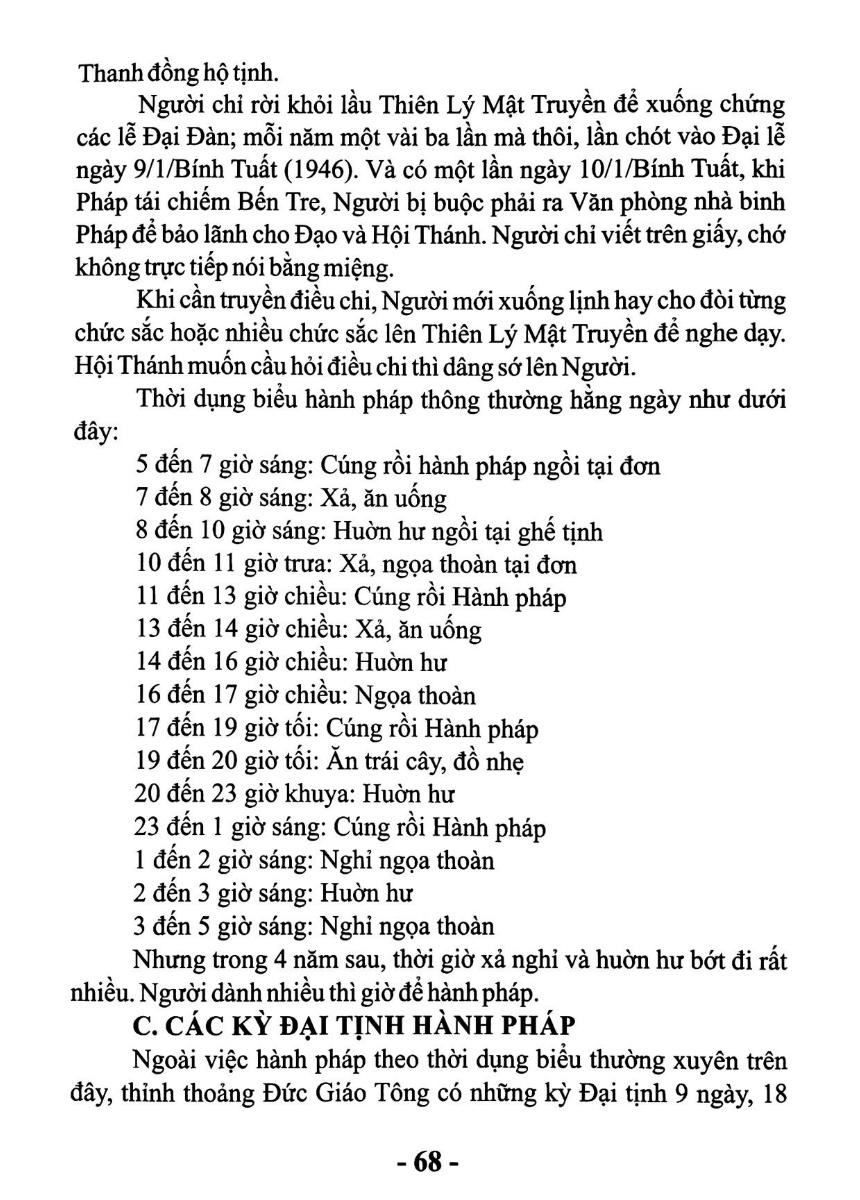 Thanh đồng hộ tịnh.
Người chỉ rời khỏi lầu Thiên Lý Mật Truyền để xuống chứng
các lễ Đại Đàn; mỗi năm một vài ba lần mà thôi, lần chót vào Đại lễ
ngày 9/1/Bính Tuất (1946). Và có một lần ngày 10/1/Bính Tuất, khi
Pháp tái chiếm Bến Tre, Người bị buộc phải ra Văn phòng nhà binh
Pháp để bảo lãnh cho Đạo và Hội Thánh. Người chỉ viết trên giấy, chớ
không trực tiếp nói bằng miệng.
Khi cần truyền điều chi, Người mới xuống lịnh hay cho đòi từng
chức sắc hoặc nhiều chức sắc lên Thiên Lý Mật Truyền để nghe dạy.
Hội Thánh muốn cầu hỏi điều chi thì dâng sớ lên Người.
Thời dụng biểu hành pháp thông thường hằng ngày như dưới
đây:
5 đến 7 giờ sáng: Cúng rồi hành pháp ngồi tại đơn
7 đến 8 giờ sáng: Xả, ăn uống
8 đến 10 giờ sáng: Huờn hư ngồi tại ghế tịnh
10 đến 11 giờ trưa: Xả, ngọa thoàn tại đơn
11 đến 13 giờ chiều: Cúng rồi Hành pháp
13 đến 14 giờ chiều: Xả, ăn uống
14 đến 16 giờ chiều: Huờn hư
16 đến 17 giờ chiều: Ngọa thoàn
17 đến 19 giờ tối: Cúng rồi Hành pháp
19 đến 20 giờ tối: Ăn trái cây, đồ nhẹ
20 đến 23 giờ khuya: Huờn hư
23 đến 1 giờ sáng: Cúng rồi Hành pháp
1 đến 2 giờ sáng: Nghỉ ngọa thoàn
2 đến 3 giờ sáng: Huờn hư
3 đến 5 giờ sáng: Nghỉ ngọa thoàn
Nhưng trong 4 năm sau, thời giờ xả nghỉ và huờn hư bớt đi rất
nhiều. Người dành nhiều thì giờ để hành pháp.
C. CÁC KỲ ĐẠI TỊNH HÀNH PHÁP
Ngoài việc hành pháp theo thời dụng biểu thường xuyên trên
đây, thỉnh thoảng Đức Giáo Tông có những kỳ Đại tịnh 9 ngày, 18
- 68 -